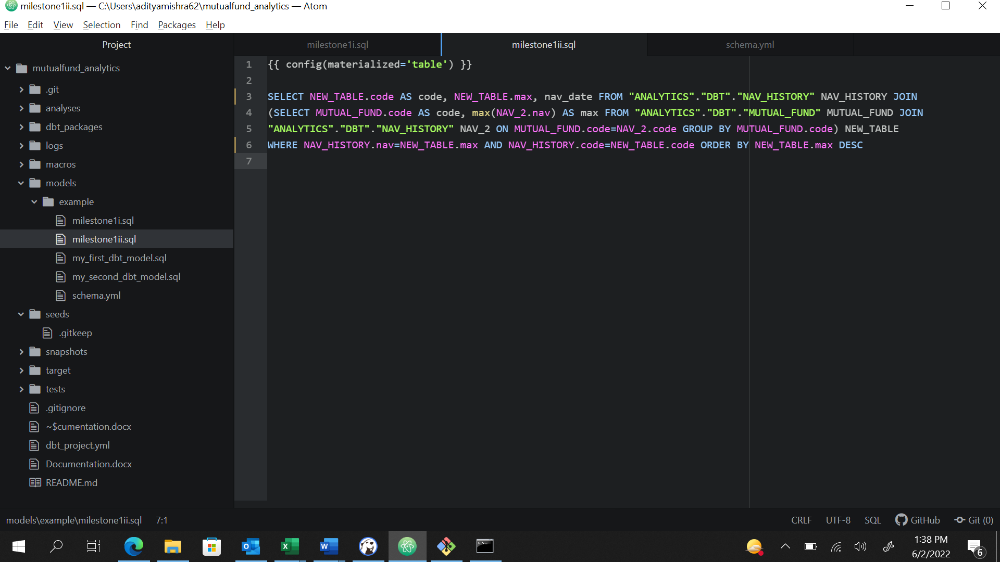 milestone1ii.sql — C:\Users\adityamishra62\mutualfund_analytics — Atom
File Edit View Selection Find Packages Help
Project
milestone1i.sql
milestone1ii.sql
schema.yml
mutualfund_analytics
.git
analyses
dbt_packages
logs
macros
models
example
milestone1i.sql
milestone1ii.sql
my_first_dbt_model.sql
my_second_dbt_model.sql
schema.yml
seeds
.gitkeep
snapshots
target
tests
.gitignore
~$cumentation.docx
dbt_project.yml
Documentation.docx
README.md
1 {{ config(materialized='table') }}
2
3 SELECT NEW_TABLE.code AS code, NEW_TABLE.max, nav_date FROM "ANALYTICS"."DBT"."NAV_HISTORY" NAV_HISTORY JOIN
4 (SELECT MUTUAL_FUND.code AS code, max(NAV_2.nav) AS max FROM "ANALYTICS"."DBT"."MUTUAL_FUND" MUTUAL_FUND JOIN
5 "ANALYTICS"."DBT"."NAV_HISTORY" NAV_2 ON MUTUAL_FUND.code=NAV_2.code GROUP BY MUTUAL_FUND.code) NEW_TABLE
6 WHERE NAV_HISTORY.nav=NEW_TABLE.max AND NAV_HISTORY.code=NEW_TABLE.code ORDER BY NEW_TABLE.max DESC
7
models\example\milestone1ii.sql 7:1
CRLF UTF-8 SQL GitHub Git (0)
1:38 PM
6/2/2022
6